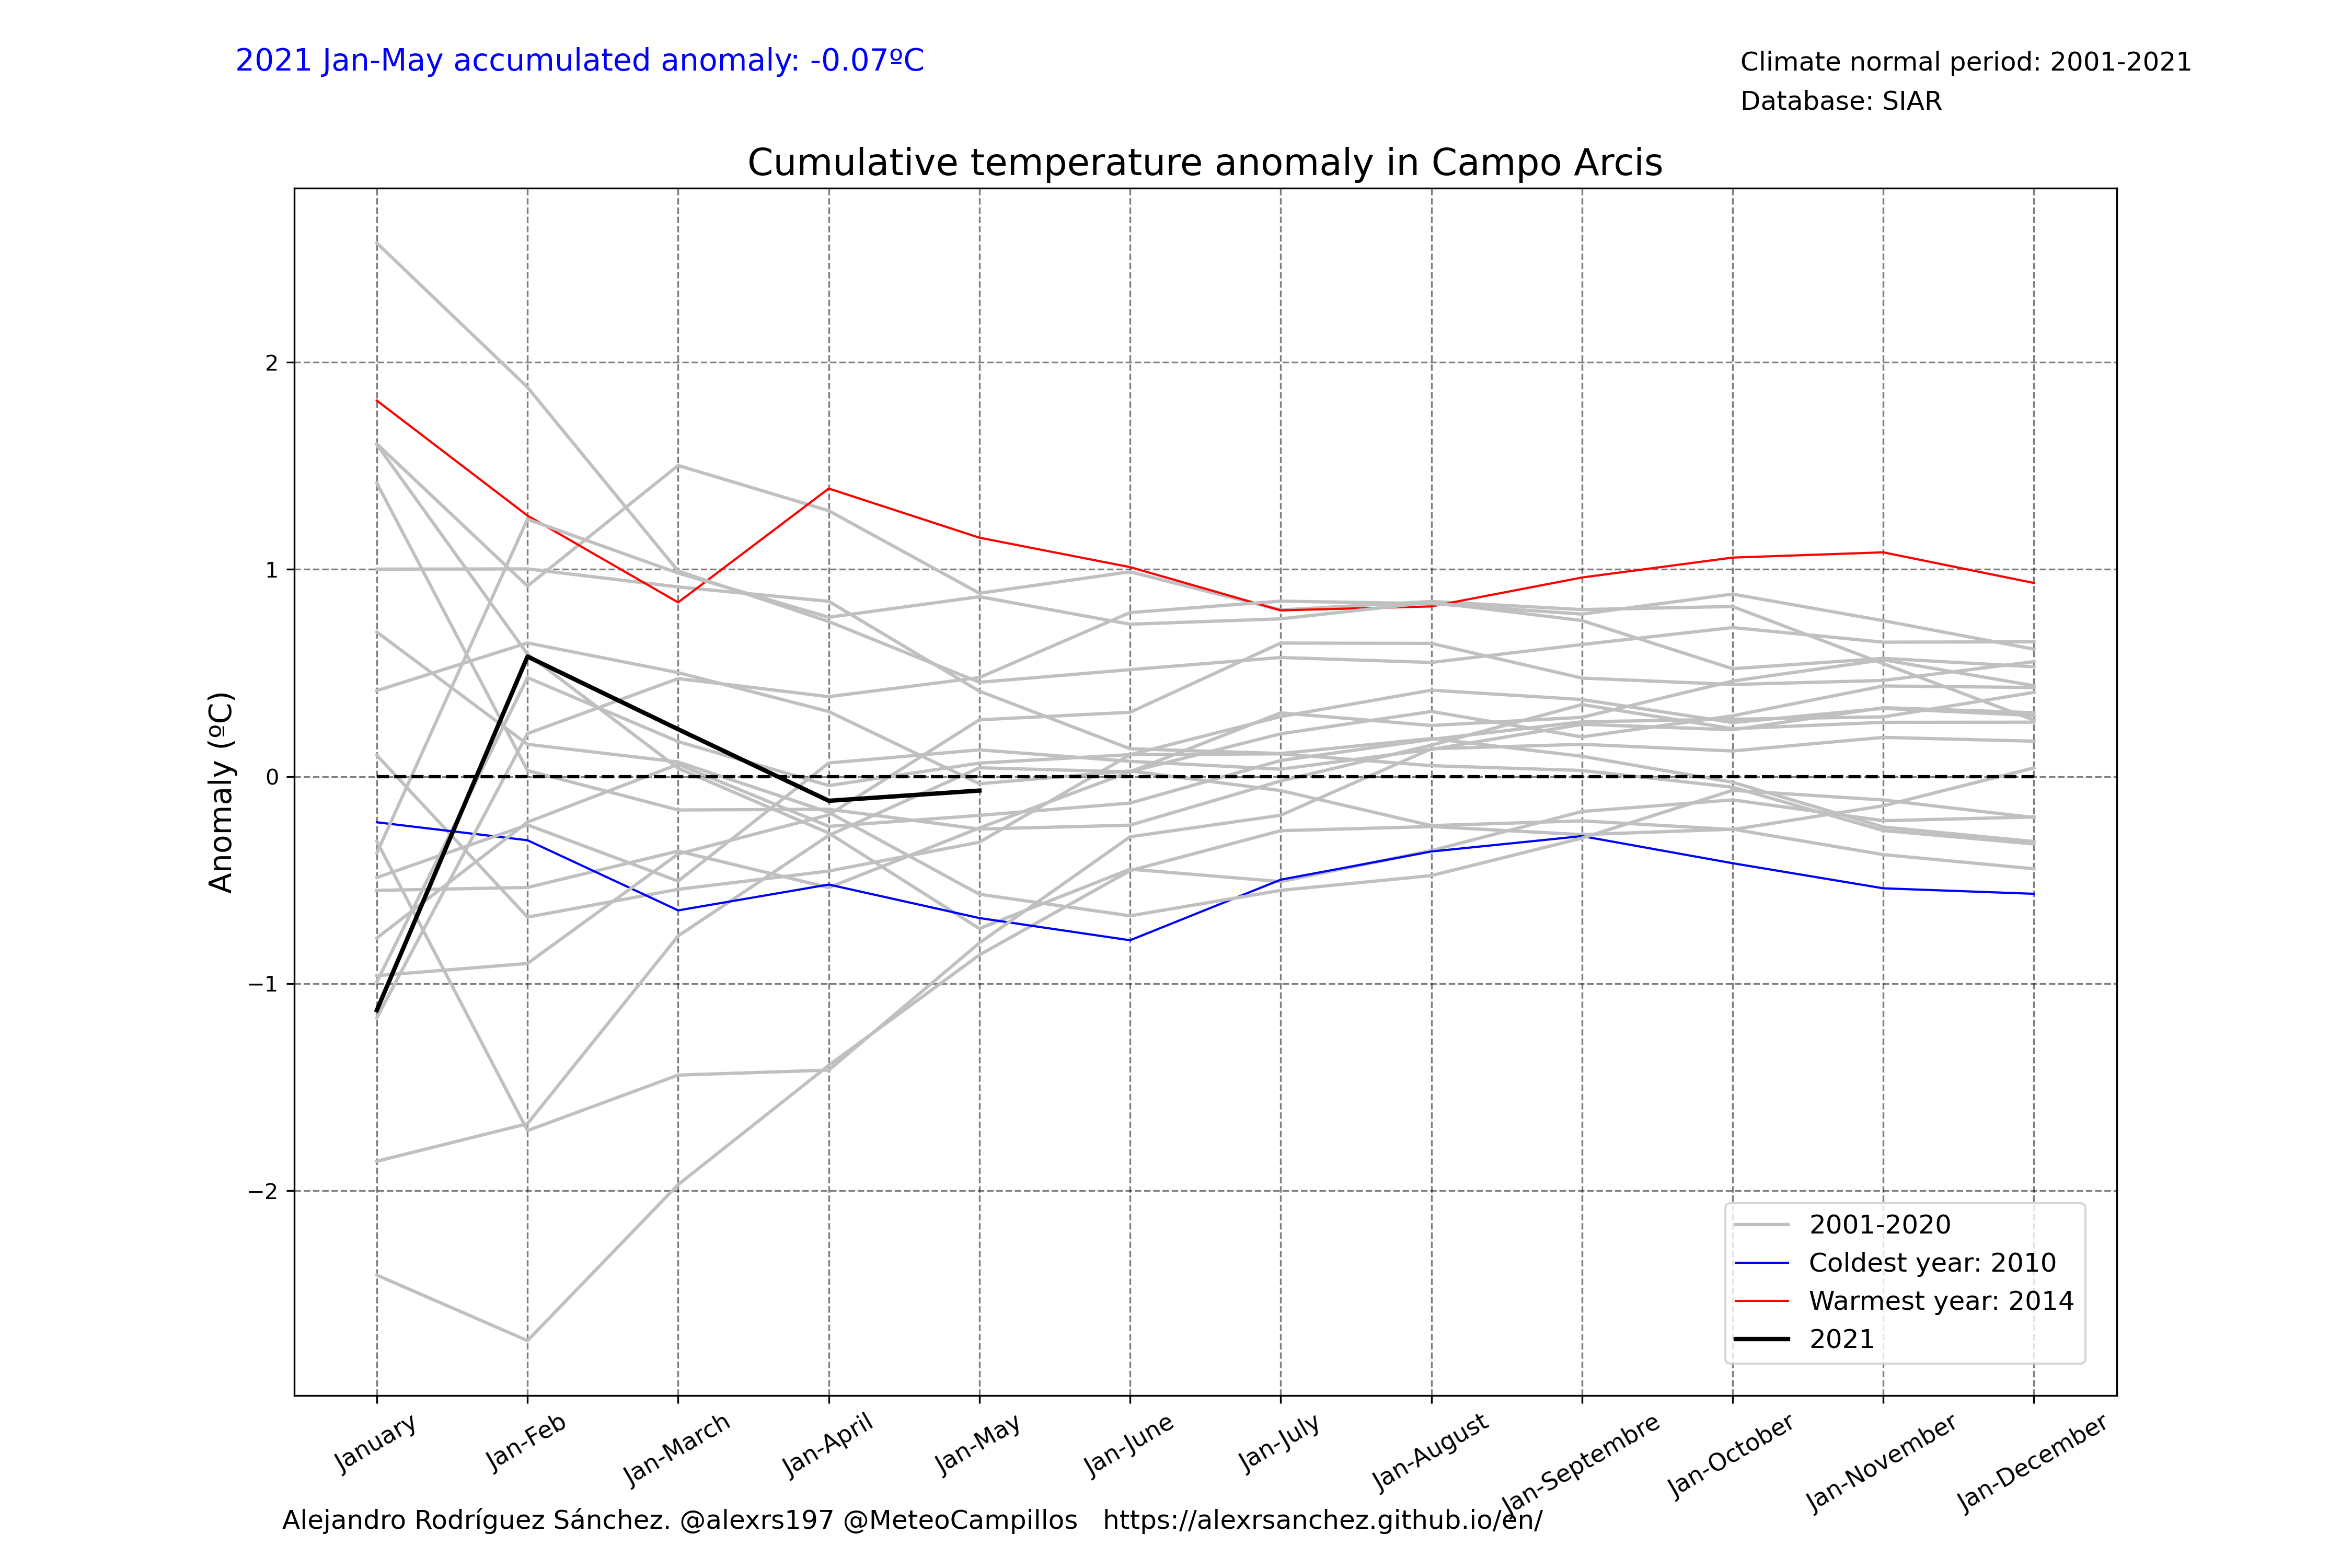 2021 Jan-May accumulated anomaly: -0.07ºC
Climate normal period: 2001-2021
Database: SIAR
Cumulative temperature anomaly in Campo Arcis
Anomaly (ºC)
2
1
0
−1
−2
2001-2020
Coldest year: 2010
Warmest year: 2014
2021
January
Jan-Feb
Jan-March
Jan-April
Jan-May
Jan-June
Jan-July
Jan-August
Jan-Septembre
Jan-October
Jan-November
Jan-December
Alejandro Rodríguez Sánchez. @alexrs197 @MeteoCampillos   https://alexrsanchez.github.io/en/